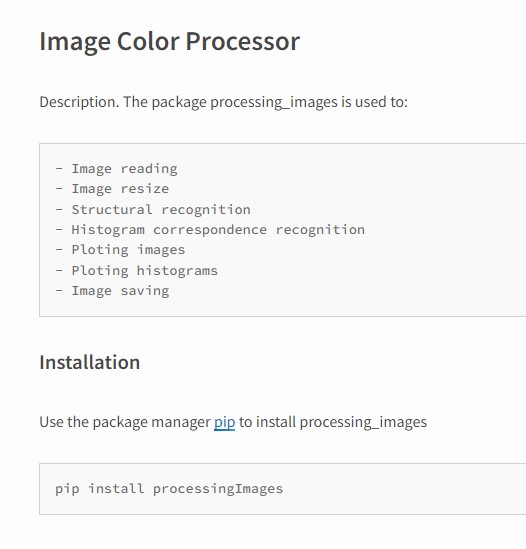 Image Color Processor
Description. The package processing_images is used to:
- Image reading
- Image resize
- Structural recognition
- Histogram correspondence recognition
- Ploting images
- Ploting histograms
- Image saving
Installation
Use the package manager pip to install processing_images
pip install processingImages